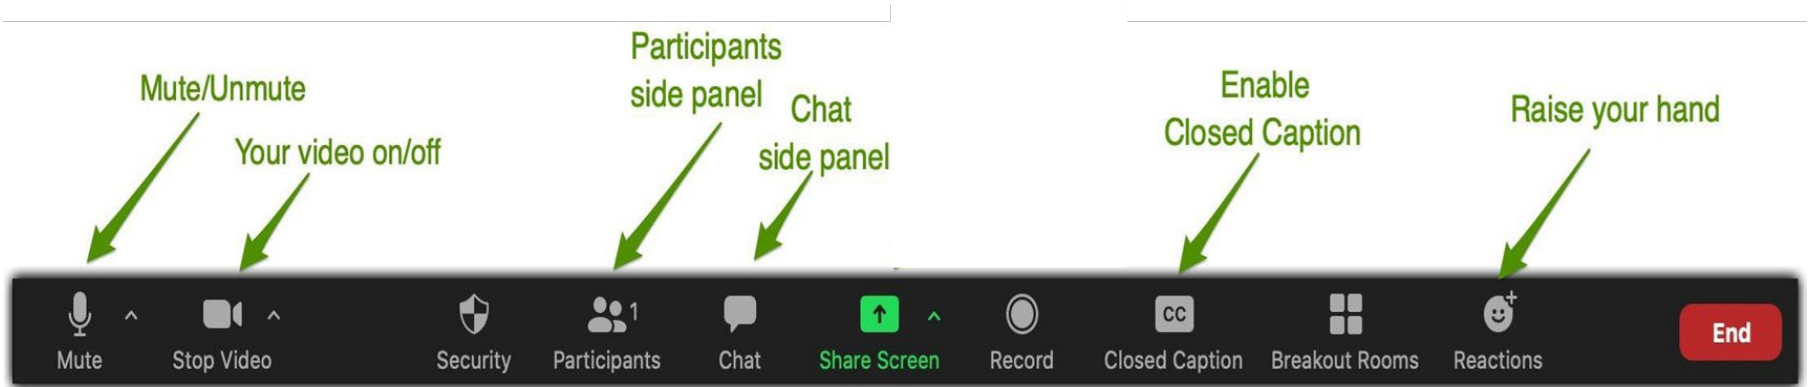 Participants
side panel
Mute/Unmute
Chat
side panel
Enable
Closed Caption
Raise your hand
Your video on/off
1
CC
End
Mute
Stop Video
Security
Participants
Chat
Share Screen
Record
Closed Caption
Breakout Rooms
Reactions